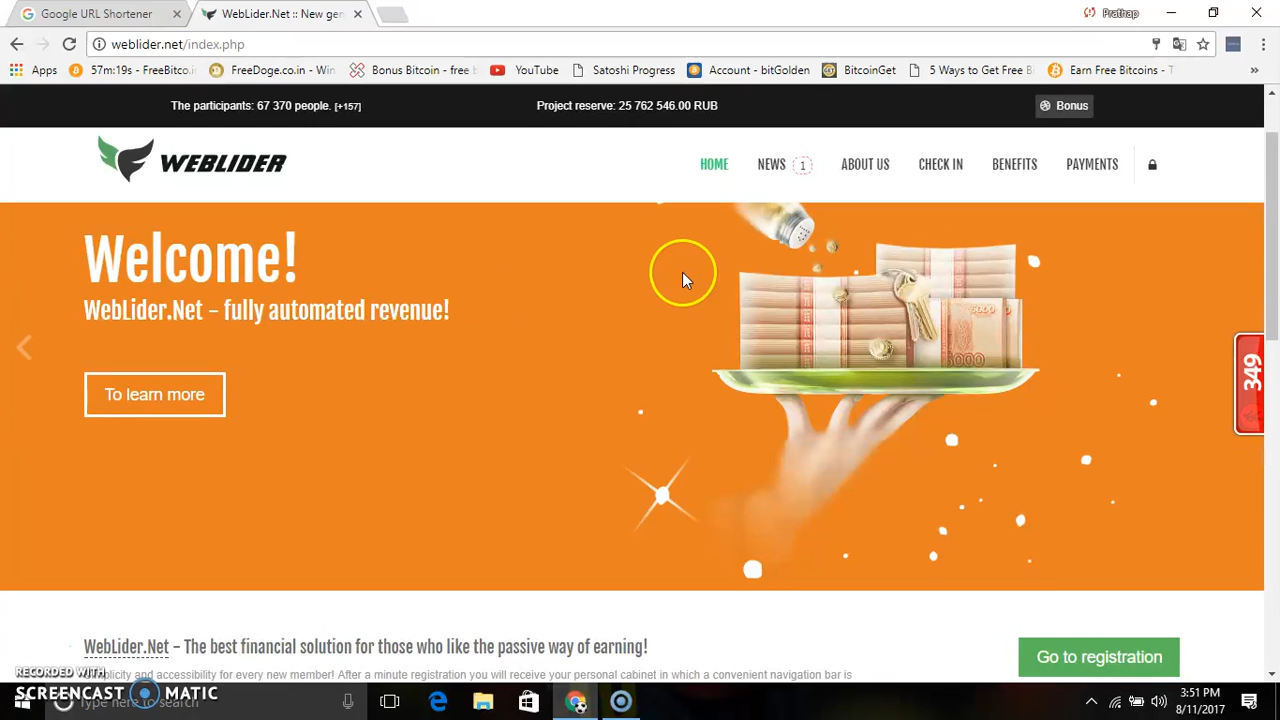 Google URL Shortener
WebLider.Net :: New gen
Prathap
weblider.net/index.php
Apps
57m:19s - FreeBitco.i
FreeDoge.co.in - Win
Bonus Bitcoin - free b
YouTube
Satoshi Progress
Account - bitGolden
BitcoinGet
5 Ways to Get Free B
Earn Free Bitcoins - T
The participants: 67 370 people. [+157]
Project reserve: 25 762 546.00 RUB
Bonus
WEBLIDER
HOME
NEWS 1
ABOUT US
CHECK IN
BENEFITS
PAYMENTS
Welcome!
WebLider.Net – fully automated revenue!
To learn more
349
WebLider.Net – The best financial solution for those who like the passive way of earning!
Go to registration
plicity and accessibility for every new member! After a minute registration you will receive your personal cabinet in which a convenient navigation bar is
RECORDED WITH
SCREENCAST MATIC
Type here to search
3:51 PM
8/11/2017